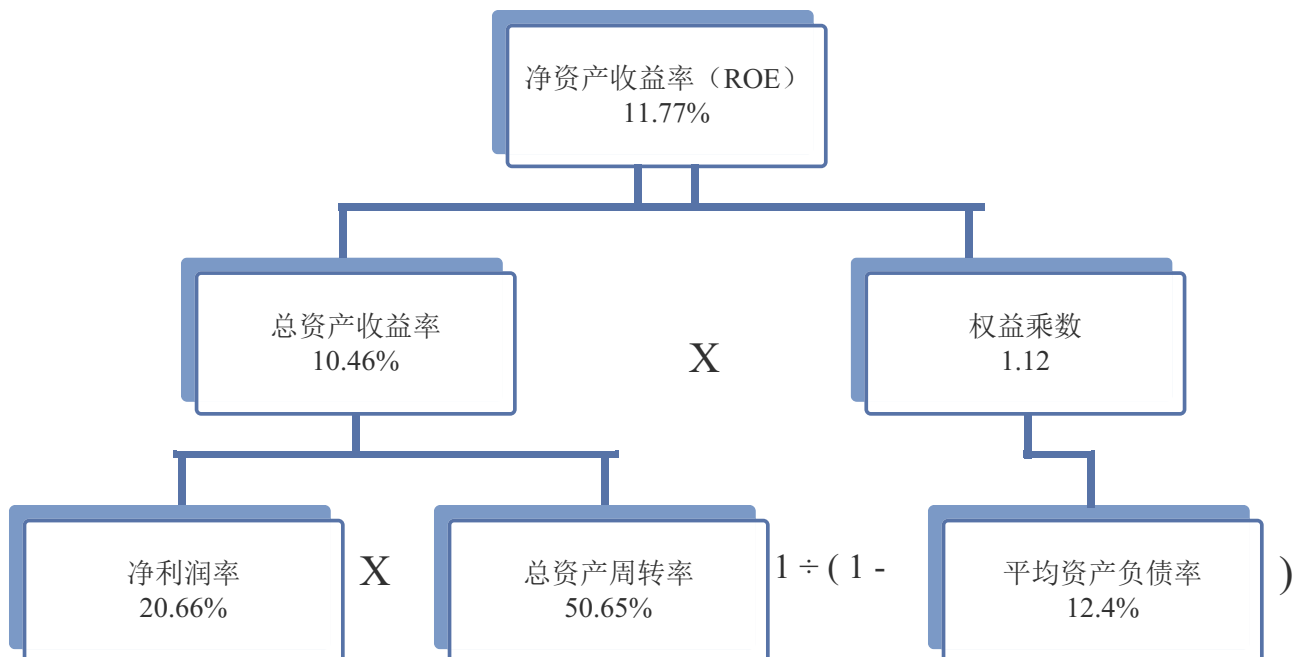 净资产收益率（ROE）
11.77%
总资产收益率
10.46%
X
权益乘数
1.12
净利润率
20.66%
X
总资产周转率
50.65%
1 ÷ ( 1 -
平均资产负债率
12.4%
)